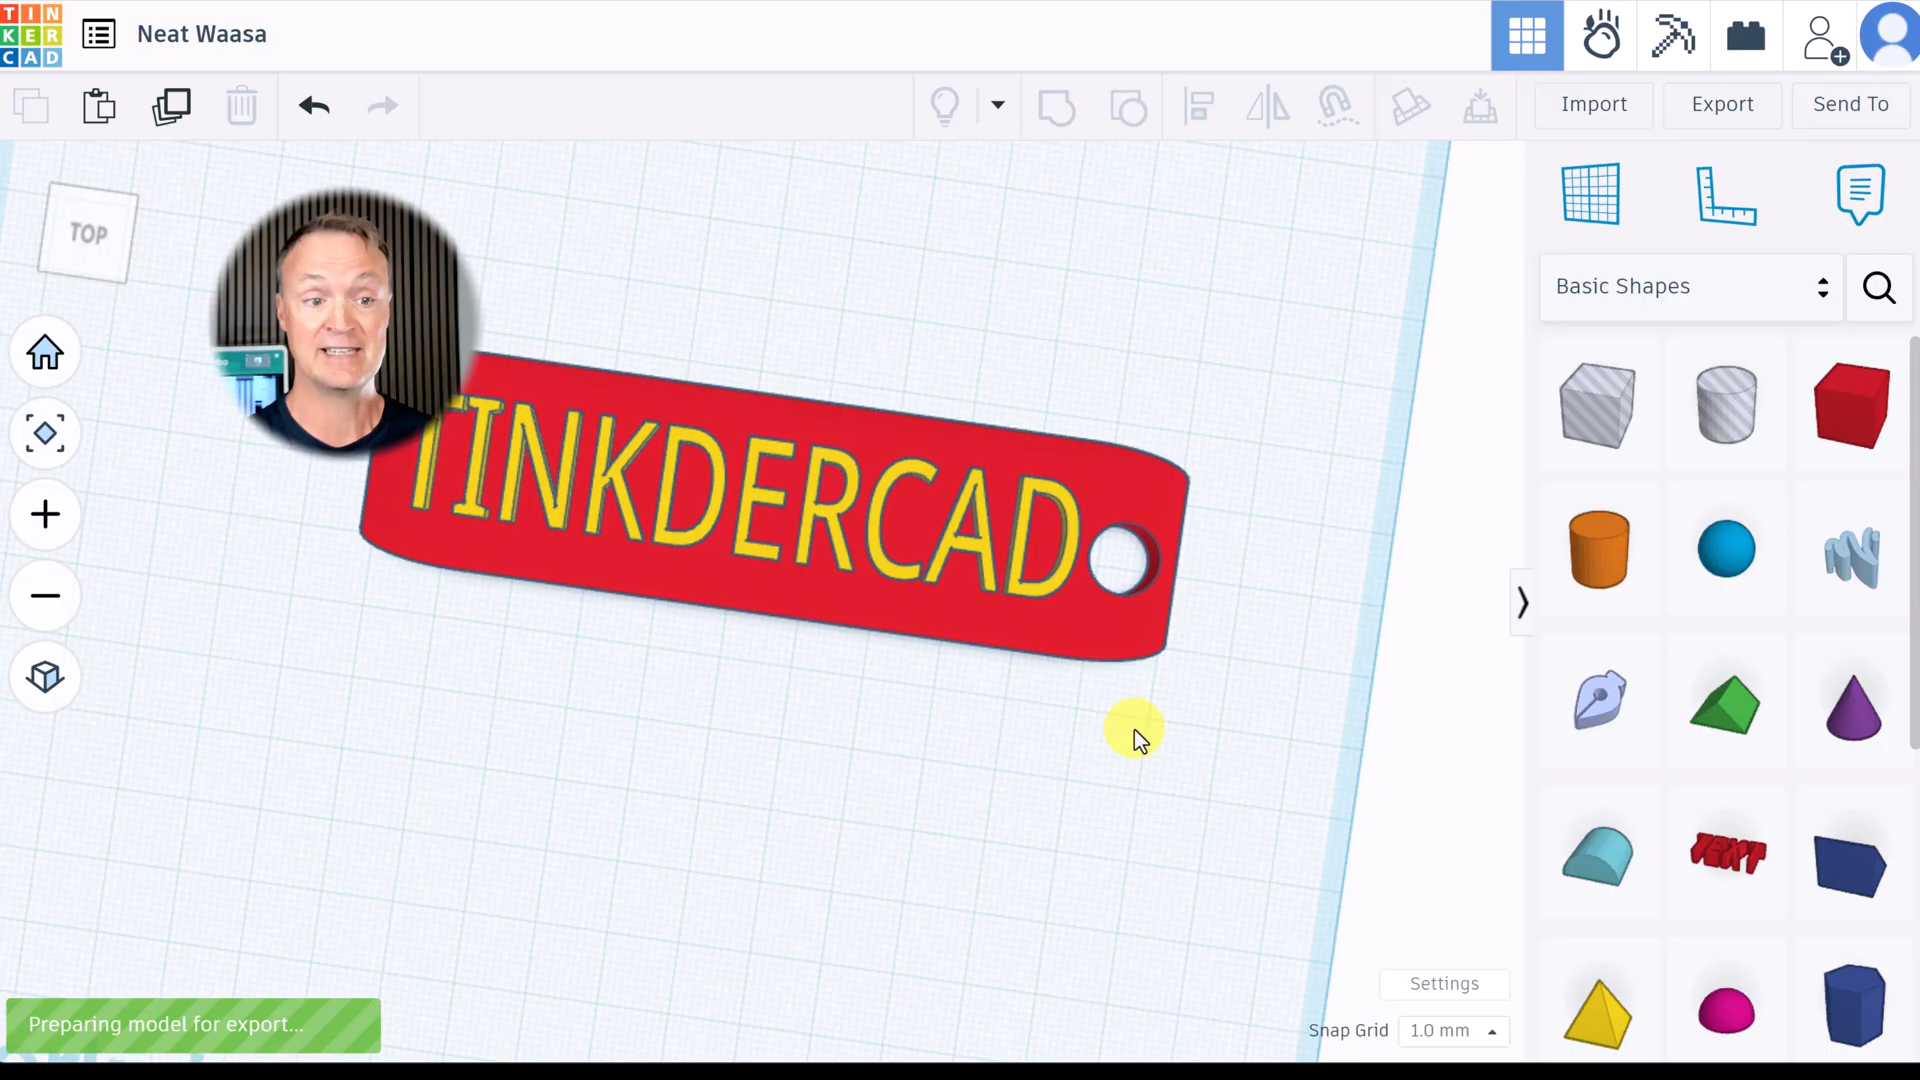 TIN
KER
CAD
Neat Waasa
Import
Export
Send To
TOP
Basic Shapes
TINKDERCAD
TEXT
Settings
Snap Grid
1.0 mm
Preparing model for export...